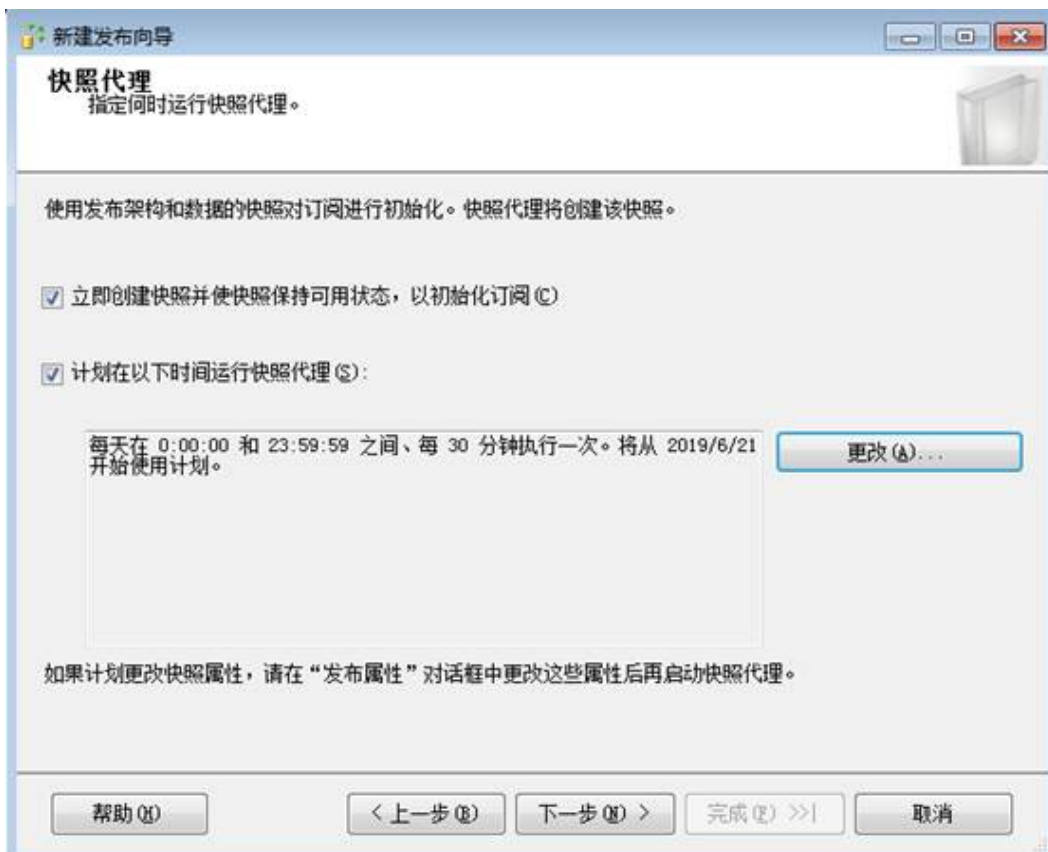 新建发布向导
快照代理
指定何时运行快照代理。
使用发布架构和数据的快照对订阅进行初始化。快照代理将创建该快照。
立即创建快照并使快照保持可用状态，以初始化订阅(C)
计划在以下时间运行快照代理(S):
每天在 0:00:00 和 23:59:59 之间、每 30 分钟执行一次。将从 2019/6/21
开始使用计划。
更改(A)...
如果计划更改快照属性，请在“发布属性”对话框中更改这些属性后再启动快照代理。
帮助(H)
< 上一步(B)
下一步(N) >
完成(F) >>|
取消